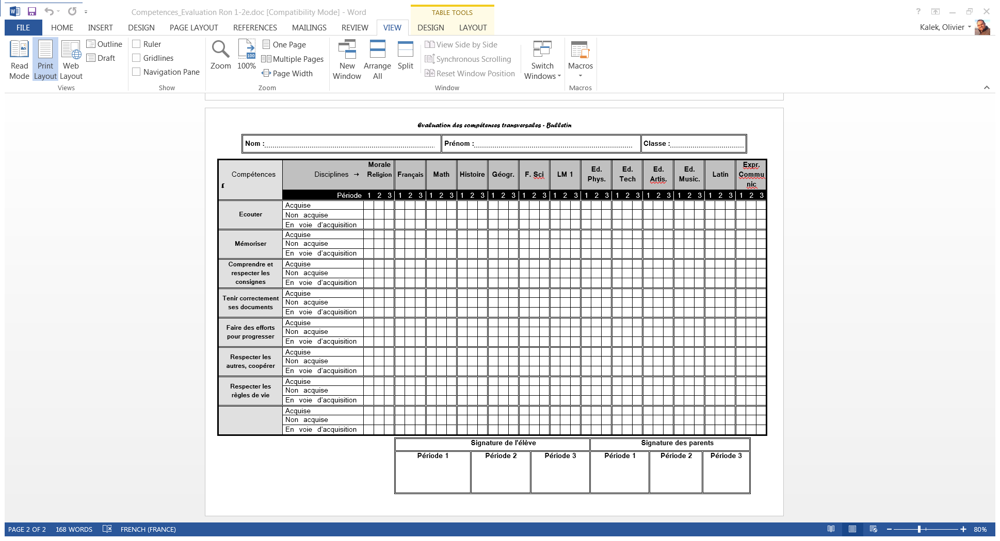 Competences_Evaluation Ron 1-2e.doc [Compatibility Mode] - Word
TABLE TOOLS
?
FILE HOME INSERT DESIGN PAGE LAYOUT REFERENCES MAILINGS REVIEW VIEW DESIGN LAYOUT
Kalek, Olivier
Read Mode
Print Layout
Web Layout
Outline
Draft
Views
Ruler
Gridlines
Navigation Pane
Show
Zoom
100%
100
One Page
Multiple Pages
Page Width
Zoom
New Window
Arrange All
Split
View Side by Side
Synchronous Scrolling
Reset Window Position
Window
Switch Windows
Macros
Macros
Evaluation des compétences transversales - Bulletin
Nom : Prénom : Classe :
Compétences Disciplines → Morale Religion Français Math Histoire Géogr. F. Sci LM 1 Ed. Phys. Ed. Tech Ed. Artis. Ed. Music. Latin Expr. Commu nic
Période 1 2 3 1 2 3 1 2 3 1 2 3 1 2 3 1 2 3 1 2 3 1 2 3 1 2 3 1 2 3 1 2 3 1 2 3 1 2 3
Ecouter
Acquise
Non acquise
En voie d’acquisition
Mémoriser
Acquise
Non acquise
En voie d’acquisition
Comprendre et
respecter les
consignes
Acquise
Non acquise
En voie d’acquisition
Tenir correctement
ses documents
Acquise
Non acquise
En voie d’acquisition
Faire des efforts
pour progresser
Acquise
Non acquise
En voie d’acquisition
Respecter les
autres, coopérer
Acquise
Non acquise
En voie d’acquisition
Respecter les
règles de vie
Acquise
Non acquise
En voie d’acquisition
Acquise
Non acquise
En voie d’acquisition
Signature de l’élève Signature des parents
Période 1 Période 2 Période 3 Période 1 Période 2 Période 3
PAGE 2 OF 2 168 WORDS FRENCH (FRANCE) 80%